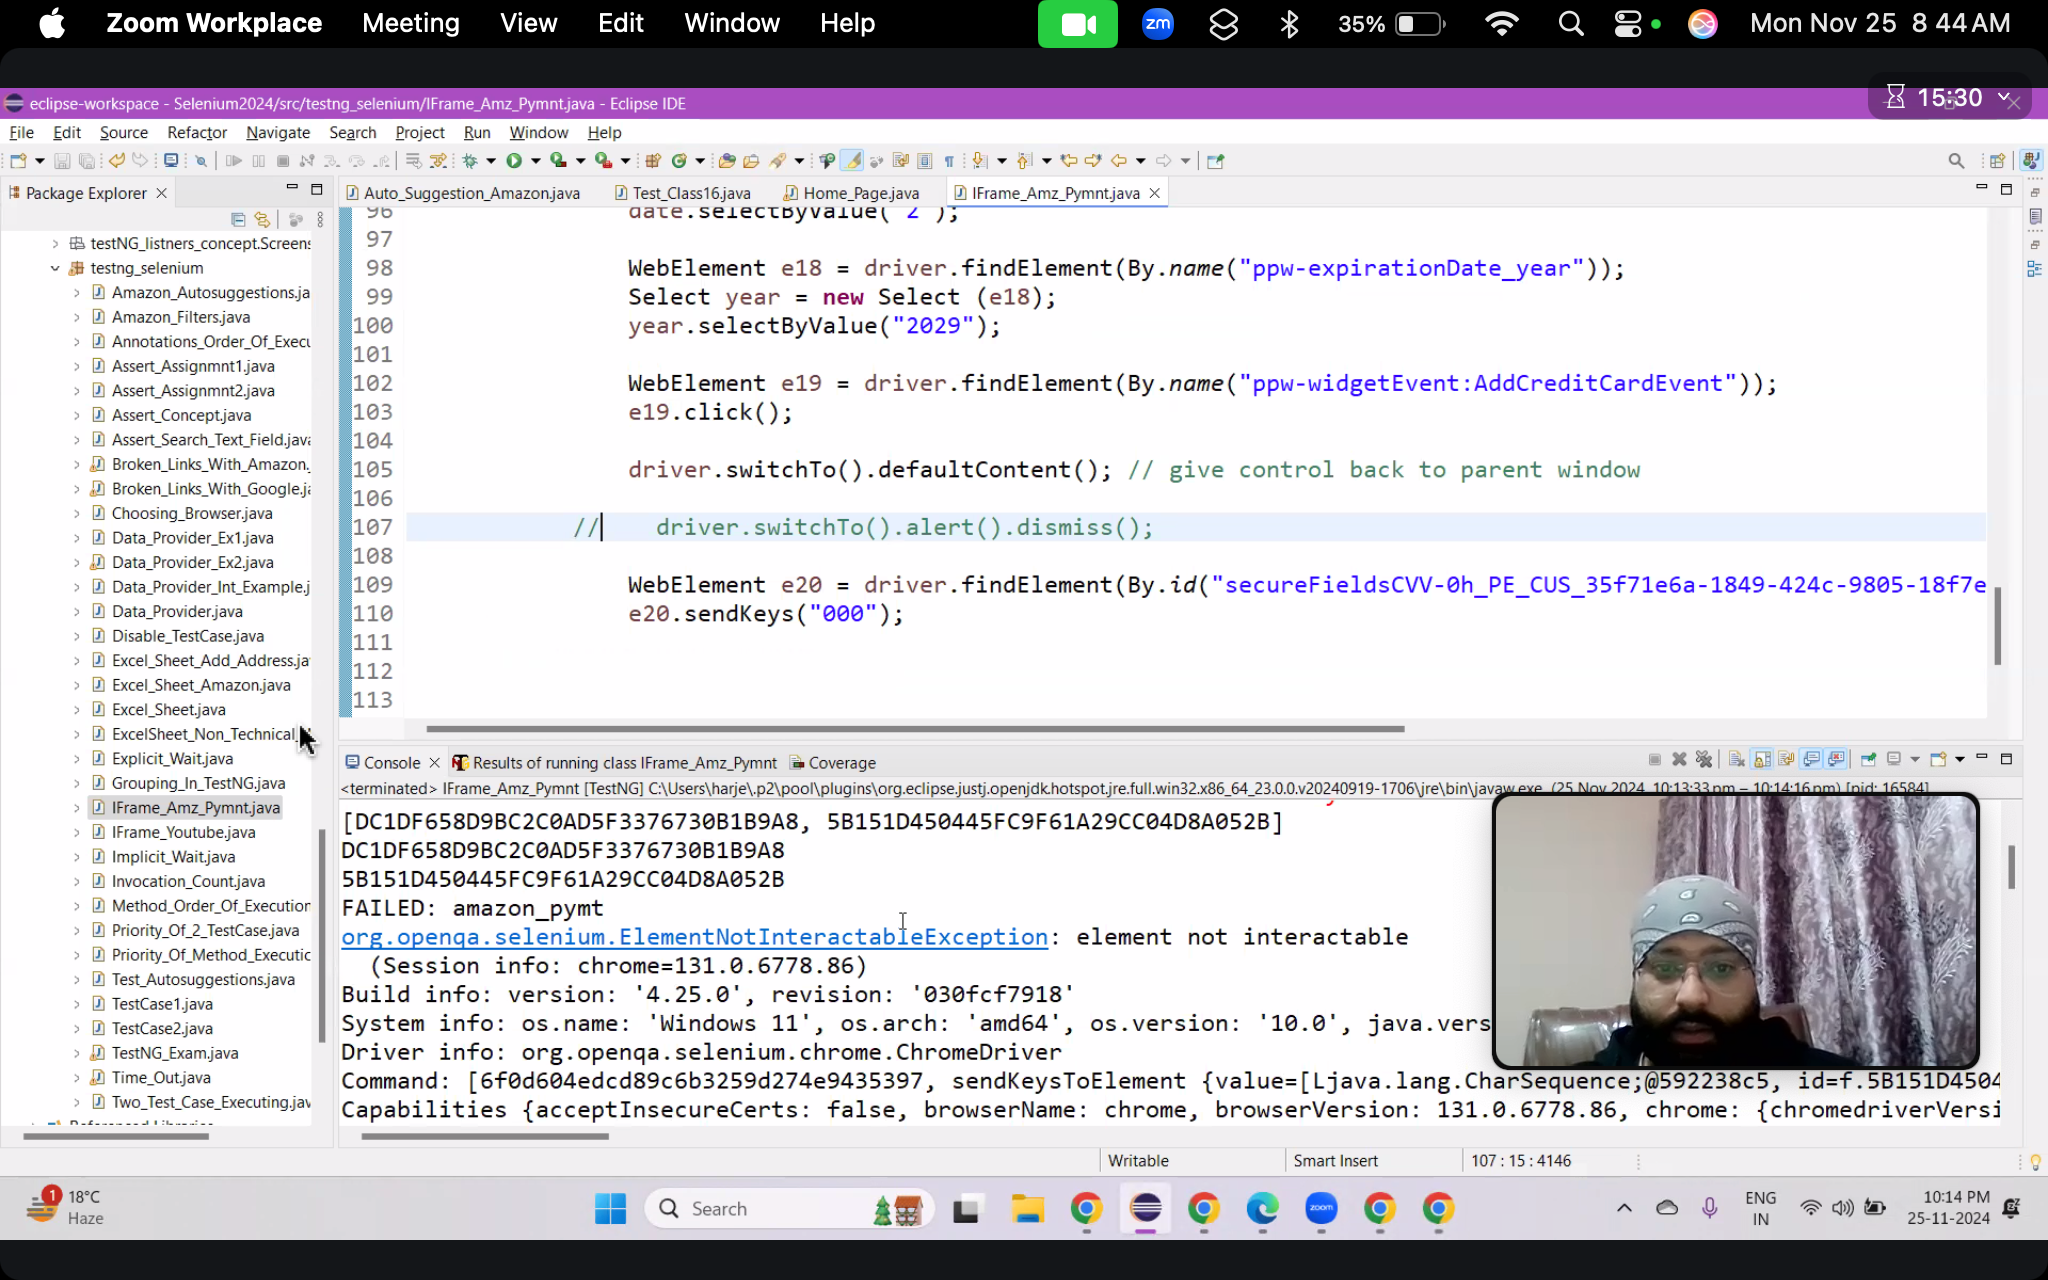 Zoom Workplace Meeting View Edit Window Help zm 35% Mon Nov 25 8 44 AM
eclipse-workspace - Selenium2024/src/testng_selenium/IFrame_Amz_Pymnt.java - Eclipse IDE
15:30
File Edit Source Refactor Navigate Search Project Run Window Help
Package Explorer
testNG_listners_concept.Screens
testng_selenium
Amazon_Autosuggestions.ja
Amazon_Filters.java
Annotations_Order_Of_Execu
Assert_Assignmnt1.java
Assert_Assignmnt2.java
Assert_Concept.java
Assert_Search_Text_Field.java
Broken_Links_With_Amazon.
Broken_Links_With_Google.ja
Choosing_Browser.java
Data_Provider_Ex1.java
Data_Provider_Ex2.java
Data_Provider_Int_Example.j
Data_Provider.java
Disable_TestCase.java
Excel_Sheet_Add_Address.ja
Excel_Sheet_Amazon.java
Excel_Sheet.java
ExcelSheet_Non_Technical
Explicit_Wait.java
Grouping_In_TestNG.java
IFrame_Amz_Pymnt.java
IFrame_Youtube.java
Implicit_Wait.java
Invocation_Count.java
Method_Order_Of_Execution
Priority_Of_2_TestCase.java
Priority_Of_Method_Executic
Test_Autosuggestions.java
TestCase1.java
TestCase2.java
TestNG_Exam.java
Time_Out.java
Two_Test_Case_Executing.jav
Auto_Suggestion_Amazon.java Test_Class16.java Home_Page.java IFrame_Amz_Pymnt.java
96 date.selectByValue("2");
97
98 WebElement e18 = driver.findElement(By.name("ppw-expirationDate_year"));
99 Select year = new Select (e18);
100 year.selectByValue("2029");
101
102 WebElement e19 = driver.findElement(By.name("ppw-widgetEvent:AddCreditCardEvent"));
103 e19.click();
104
105 driver.switchTo().defaultContent(); // give control back to parent window
106
107 // driver.switchTo().alert().dismiss();
108
109 WebElement e20 = driver.findElement(By.id("secureFieldsCVV-0h_PE_CUS_35f71e6a-1849-424c-9805-18f7e
110 e20.sendKeys("000");
111
112
113
Console Results of running class IFrame_Amz_Pymnt Coverage
<terminated> IFrame_Amz_Pymnt [TestNG] C:\Users\harje\.p2\pool\plugins\org.eclipse.justj.openjdk.hotspot.jre.full.win32.x86_64_23.0.0.v20240919-1706\jre\bin\javaw.exe (25 Nov 2024, 10:13:33 pm – 10:14:16 pm) [pid: 16584]
[DC1DF658D9BC2C0AD5F3376730B1B9A8, 5B151D450445FC9F61A29CC04D8A052B]
DC1DF658D9BC2C0AD5F3376730B1B9A8
5B151D450445FC9F61A29CC04D8A052B
FAILED: amazon_pymt
org.openqa.selenium.ElementNotInteractableException: element not interactable
(Session info: chrome=131.0.6778.86)
Build info: version: '4.25.0', revision: '030fcf7918'
System info: os.name: 'Windows 11', os.arch: 'amd64', os.version: '10.0', java.vers
Driver info: org.openqa.selenium.chrome.ChromeDriver
Command: [6f0d604edcd89c6b3259d274e9435397, sendKeysToElement {value=[Ljava.lang.CharSequence;@592238c5, id=f.5B151D4504
Capabilities {acceptInsecureCerts: false, browserName: chrome, browserVersion: 131.0.6778.86, chrome: {chromedriverVersi
Writable Smart Insert 107 : 15 : 4146
1 18°C
Haze
Search
zoom
ENG
IN
10:14 PM
25-11-2024